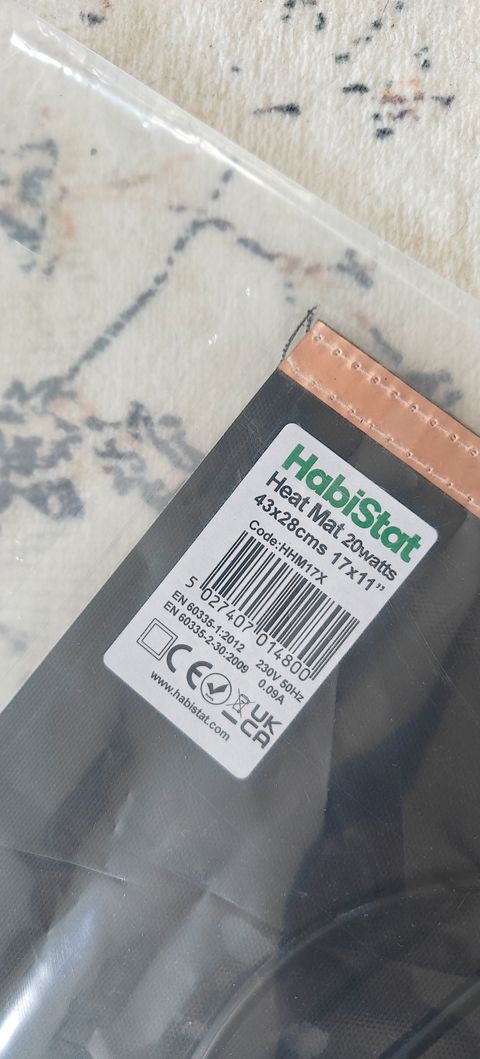 HabiStat
Heat Mat 20watts
43x28cms 17x11”
Code:HHM17X
5 027407 014800
EN 60335-1:2012 230V 50Hz
EN 60335-2-30:2009 0.09A
CE UK
CA
www.habistat.com